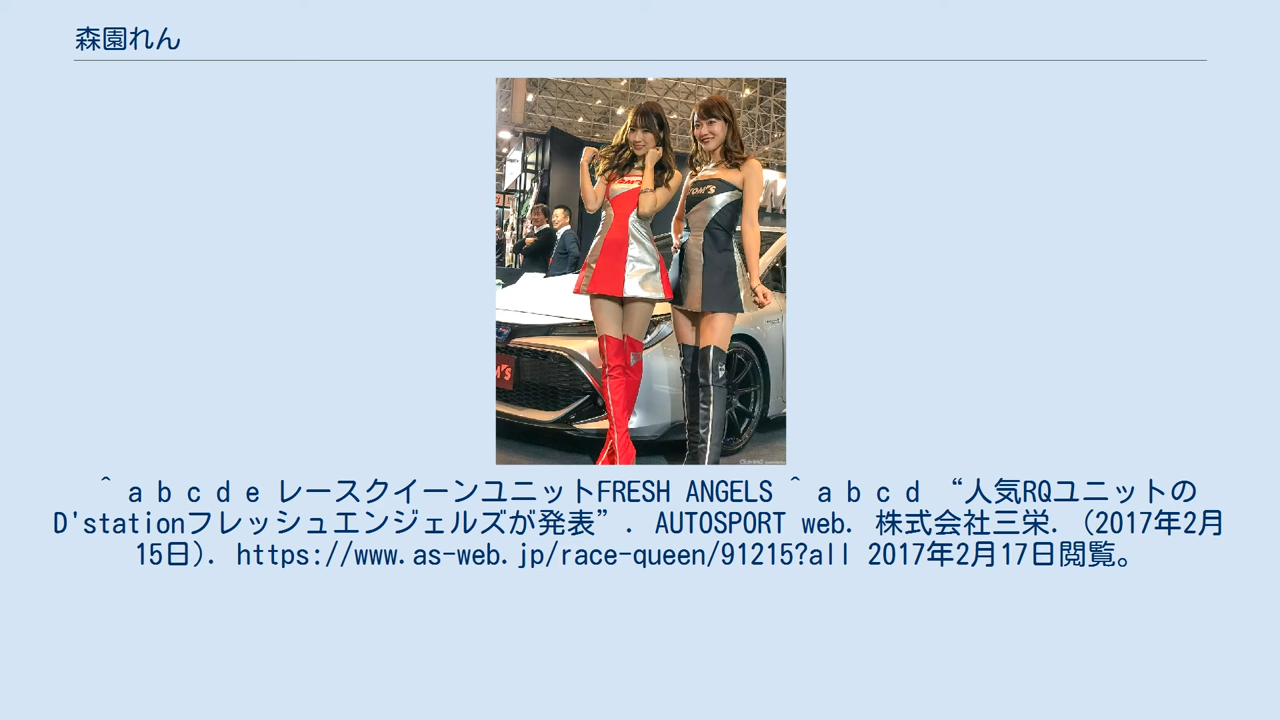 森園れん
TOM'S
TOM'S
^ a b c d e レースクイーンユニットFRESH ANGELS ^ a b c d “人気RQユニットの
D'stationフレッシュエンジェルズが発表”. AUTOSPORT web. 株式会社三栄. (2017年2月
15日). https://www.as-web.jp/race-queen/91215?all 2017年2月17日閲覧。